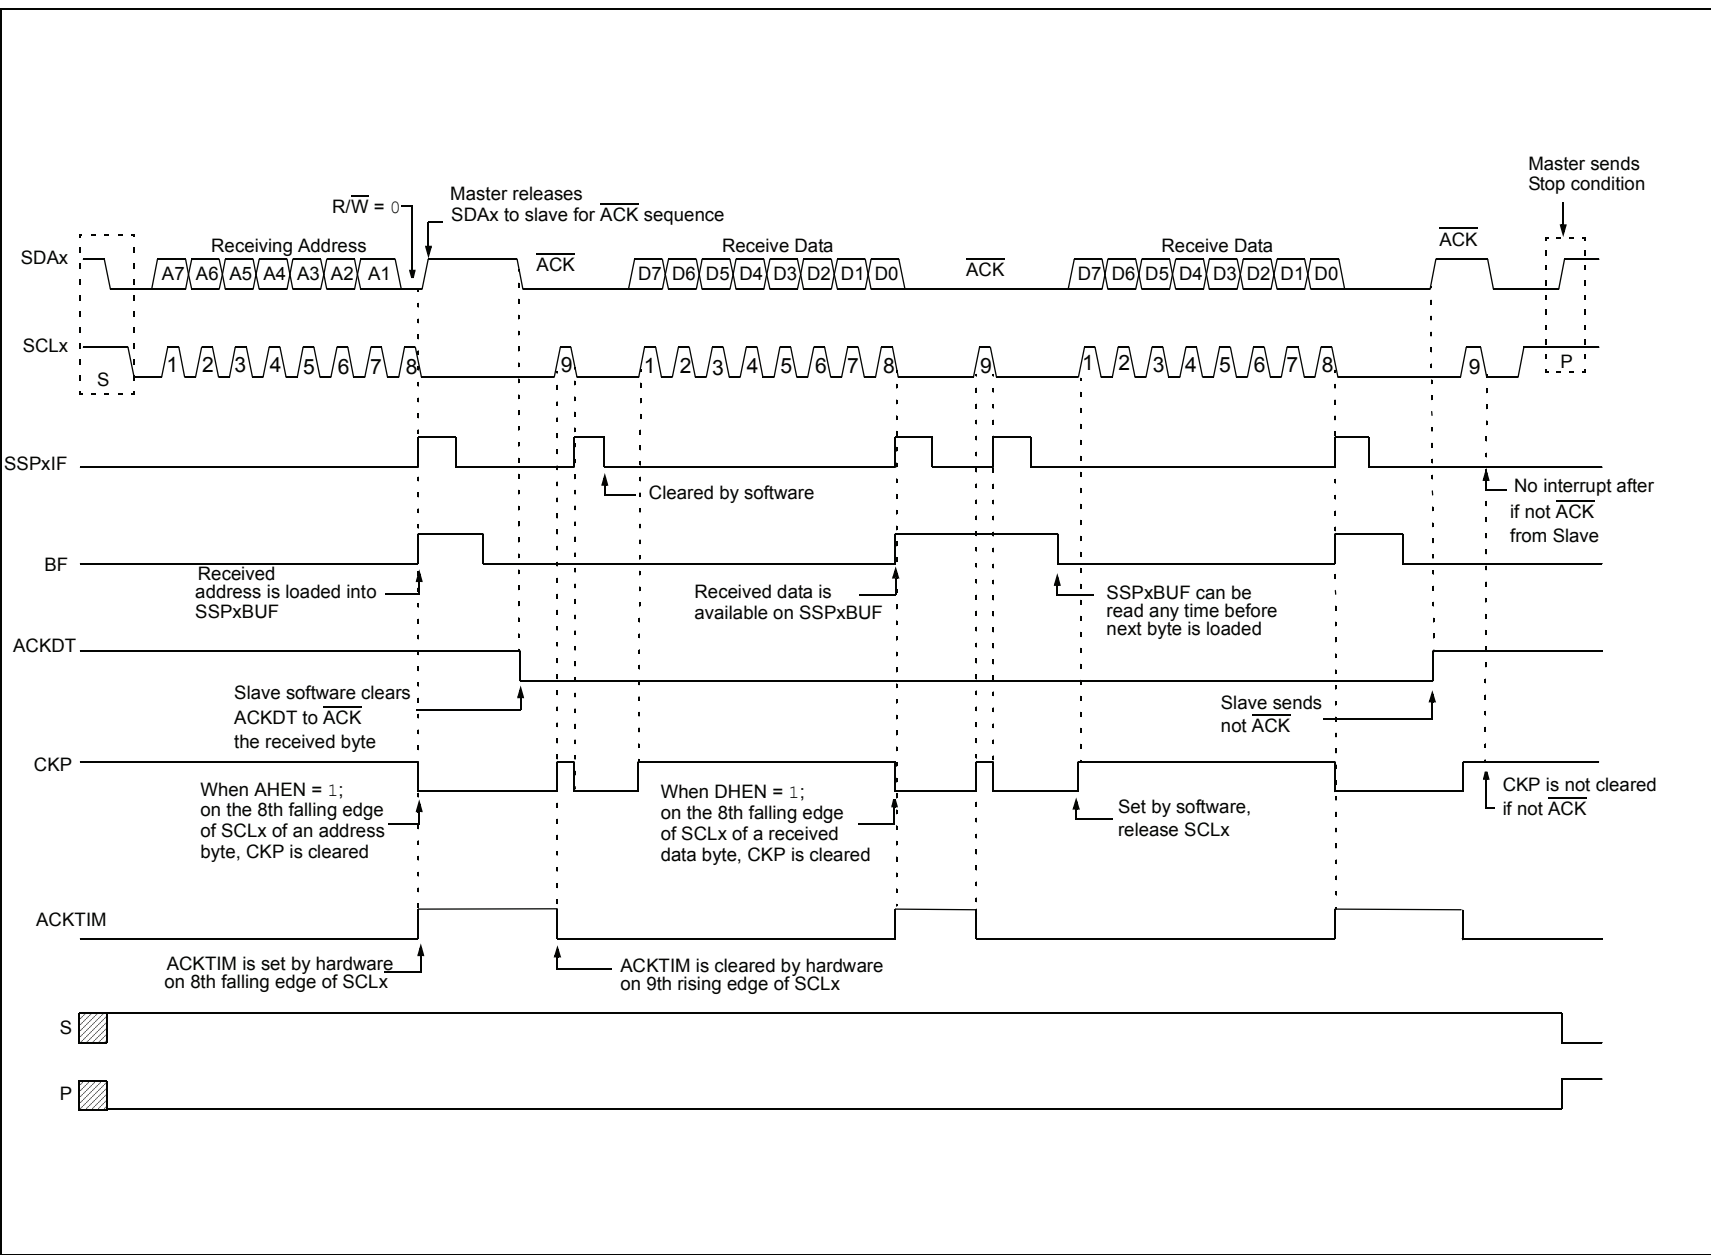 Master sends
Stop condition
Master releases
SDAx to slave for ACK sequence
R/W = 0
SDAx
Receiving Address
A7 A6 A5 A4 A3 A2 A1
ACK
Receive Data
D7 D6 D5 D4 D3 D2 D1 D0
ACK
Receive Data
D7 D6 D5 D4 D3 D2 D1 D0
ACK
SCLx
S
1 2 3 4 5 6 7 8 9 1 2 3 4 5 6 7 8 9 1 2 3 4 5 6 7 8 9
P
SSPxIF
Cleared by software
No interrupt after
if not ACK
from Slave
BF
Received
address is loaded into
SSPxBUF
Received data is
available on SSPxBUF
SSPxBUF can be
read any time before
next byte is loaded
ACKDT
Slave software clears
ACKDT to ACK
the received byte
Slave sends
not ACK
CKP
When AHEN = 1;
on the 8th falling edge
of SCLx of an address
byte, CKP is cleared
When DHEN = 1;
on the 8th falling edge
of SCLx of a received
data byte, CKP is cleared
Set by software,
release SCLx
CKP is not cleared
if not ACK
ACKTIM
ACKTIM is set by hardware
on 8th falling edge of SCLx
ACKTIM is cleared by hardware
on 9th rising edge of SCLx
S
P